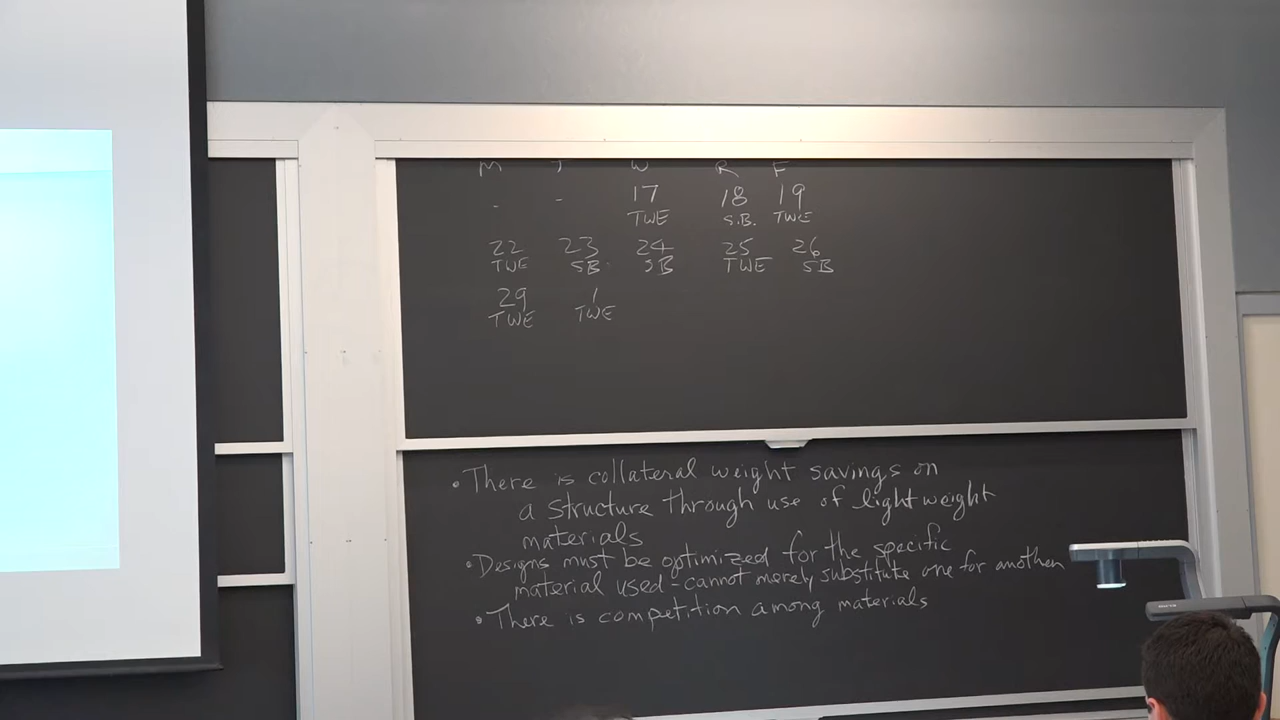 M T W R F
- - 17 18 19
TWE S.B. TWE
22 23 24 25 26
TWE SB. SB TWE SB
29 1
TWE TWE
• There is collateral weight savings on
a structure through use of lightweight
materials
• Designs must be optimized for the specific
material used - cannot merely substitute one for another
• There is competition among materials